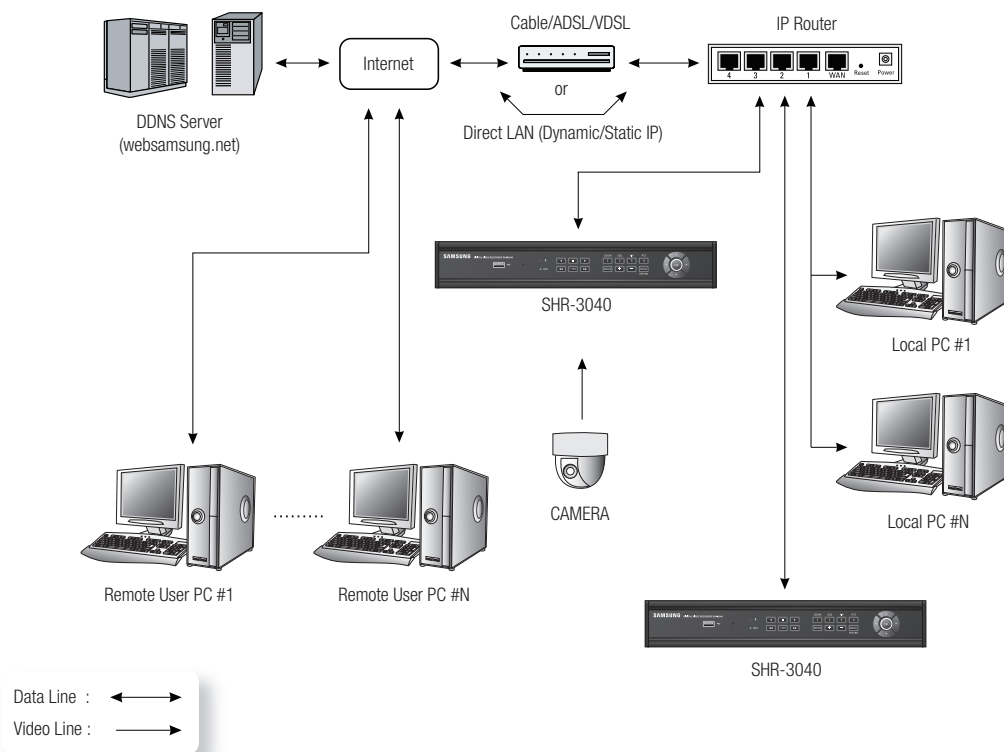 Cable/ADSL/VDSL
IP Router
Internet
4 3 2 1 WAN Reset Power
or
DDNS Server
(websamsung.net)
Direct LAN (Dynamic/Static IP)
SAMSUNG
SHR-3040
Local PC #1
CAMERA
Local PC #N
Remote User PC #1
.........
Remote User PC #N
SAMSUNG
SHR-3040
Data Line :
Video Line :